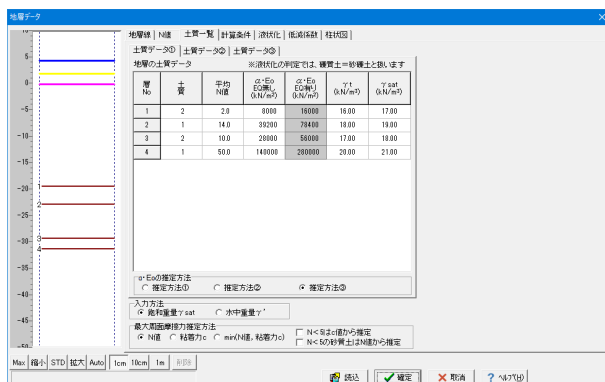 地層データ
地層線 N値 土質一覧 計算条件 液状化 低減係数 柱状図
土質データ① 土質データ② 土質データ③
地層の土質データ ※液状化の判定では、礫質土=砂礫土と扱います
層No 土質 平均N値 α・Eo EQ無し (kN/m²) α・Eo EQ有り (kN/m²) γt (kN/m³) γsat (kN/m³)
1 2 2.0 8000 16000 16.00 17.00
2 1 14.0 39200 78400 18.00 19.00
3 2 10.0 28000 56000 17.00 18.00
4 1 50.0 140000 280000 20.00 21.00
10
5
0
-5
-10
-15
-20
-25
-30
-35
-40
-45
-50
1
2
3
4
α・Eoの推定方法
推定方法① 推定方法② 推定方法③
入力方法
飽和重量γsat 水中重量γ'
最大周面摩擦力推定方法
N値 粘着力c min(N値, 粘着力c)
N<5はc値から推定
N<5の砂質土はN値から推定
Max 縮小 STD 拡大 Auto 1cm 10cm 1m 削除
読込 確定 取消 ? ヘルプ(H)